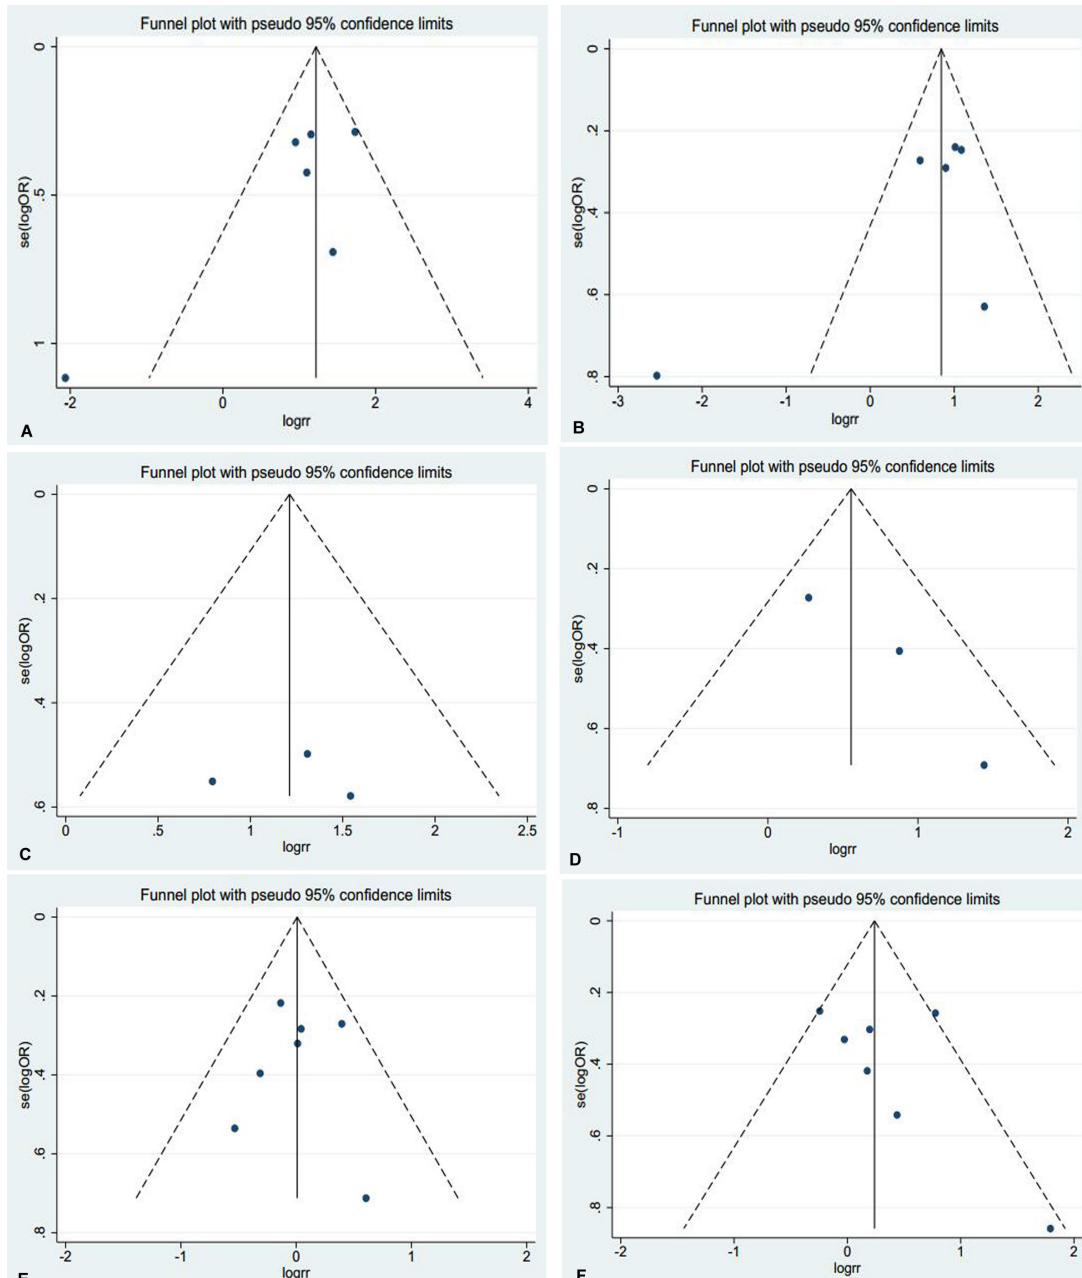 Funnel plot with pseudo 95% confidence limits
0
.5
1
se(logOR)
-2
0
2
4
logrr
A
Funnel plot with pseudo 95% confidence limits
0
.2
.4
.6
.8
se(logOR)
-3
-2
-1
0
1
2
logrr
B
Funnel plot with pseudo 95% confidence limits
0
.2
.4
.6
se(logOR)
0
.5
1
1.5
2
2.5
logrr
C
Funnel plot with pseudo 95% confidence limits
0
.2
.4
.6
.8
se(logOR)
-1
0
1
2
logrr
D
Funnel plot with pseudo 95% confidence limits
0
.2
.4
.6
.8
se(logOR)
-2
-1
0
1
2
logrr
E
Funnel plot with pseudo 95% confidence limits
0
.2
.4
.6
.8
se(logOR)
-2
-1
0
1
2
logrr
F